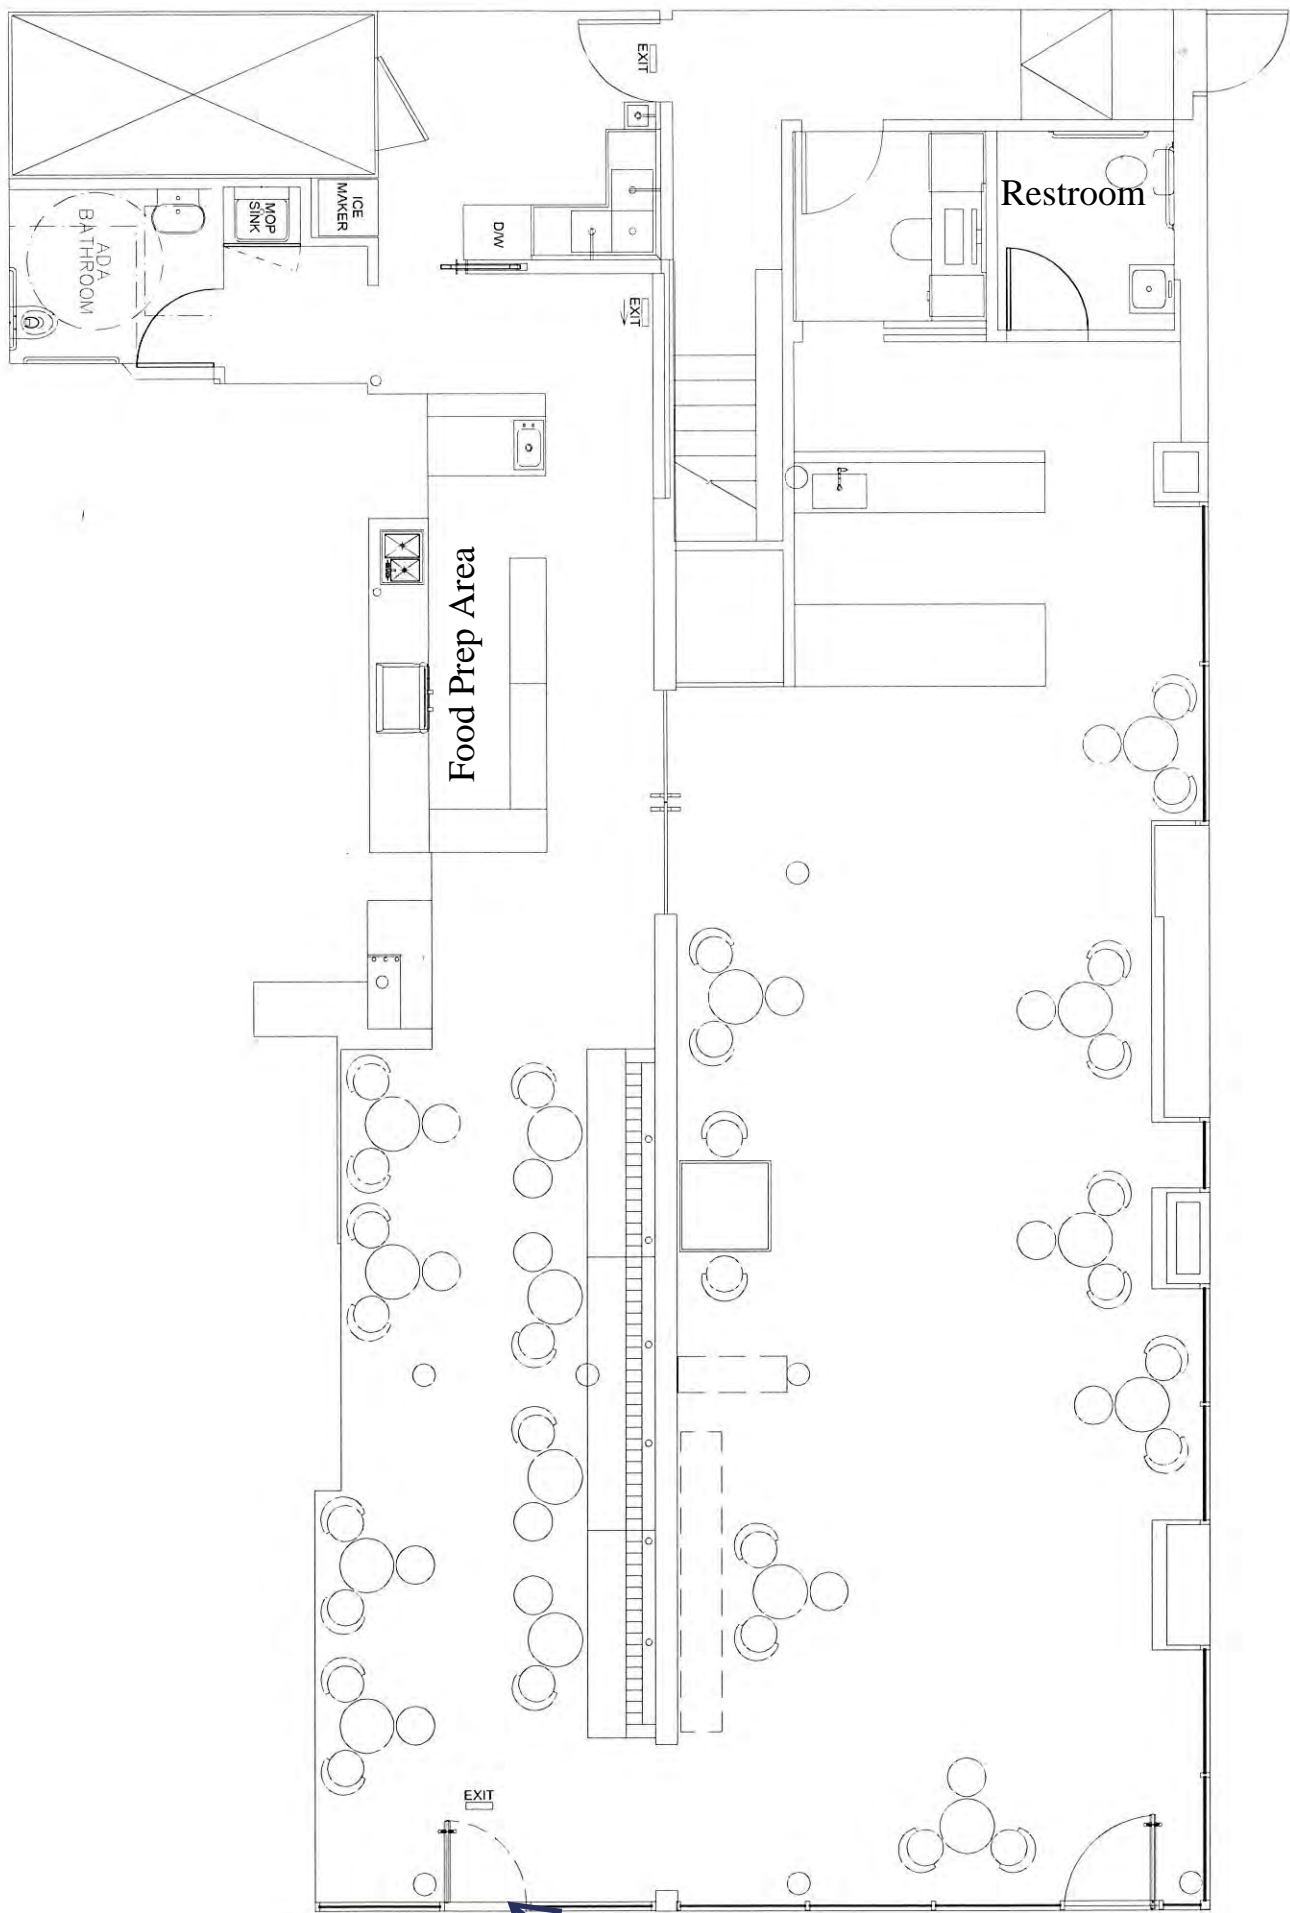 EXIT
ICE
MAKER
MOP
SINK
D/W
ADA
BATHROOM
Restroom
EXIT
Food Prep Area
EXIT